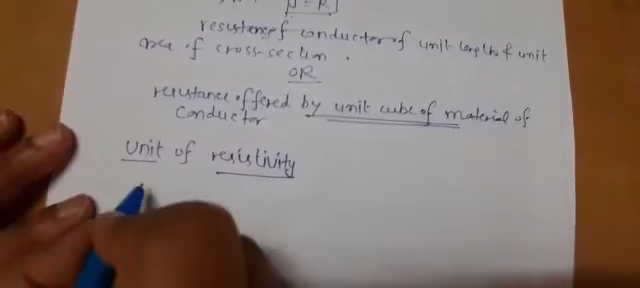 = R
resistance of conductor of unit length & unit
area of cross-section .
OR
resistance offered by unit cube of material of
conductor
Unit of resistivity